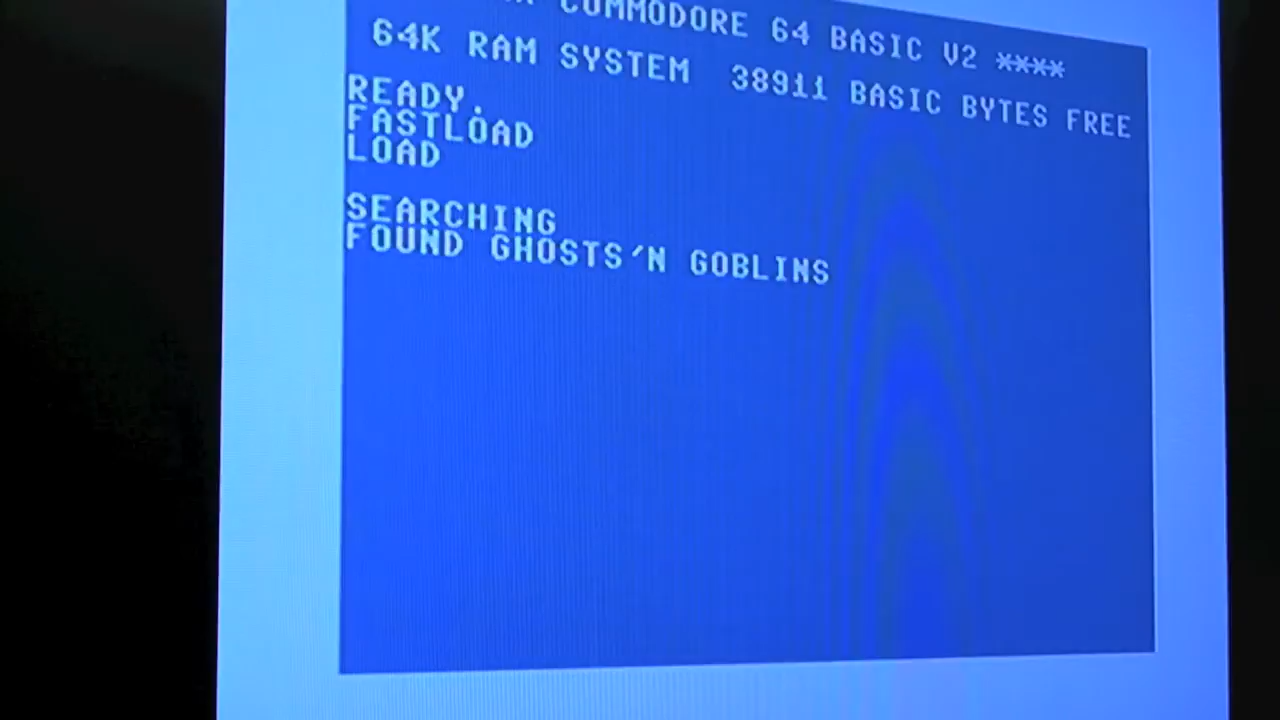 COMMODORE 64 BASIC V2 ****
64K RAM SYSTEM 38911 BASIC BYTES FREE
READY.
FASTLOAD
LOAD
SEARCHING
FOUND GHOSTS'N GOBLINS